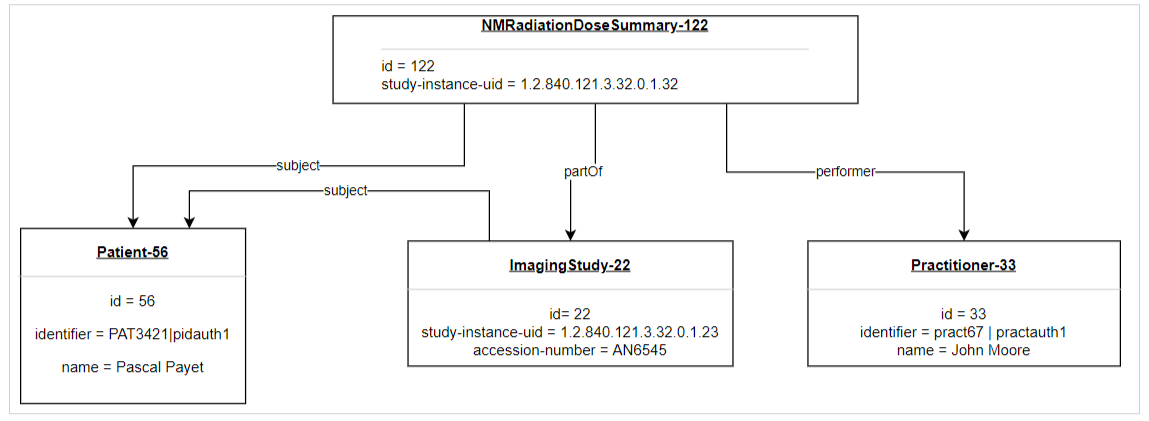 NMRadiationDoseSummary-122
id = 122
study-instance-uid = 1.2.840.121.3.32.0.1.32
subject
partOf
performer
subject
Patient-56
id = 56
identifier = PAT3421|pidauth1
name = Pascal Payet
ImagingStudy-22
id= 22
study-instance-uid = 1.2.840.121.3.32.0.1.23
accession-number = AN6545
Practitioner-33
id = 33
identifier = pract67 | practauth1
name = John Moore